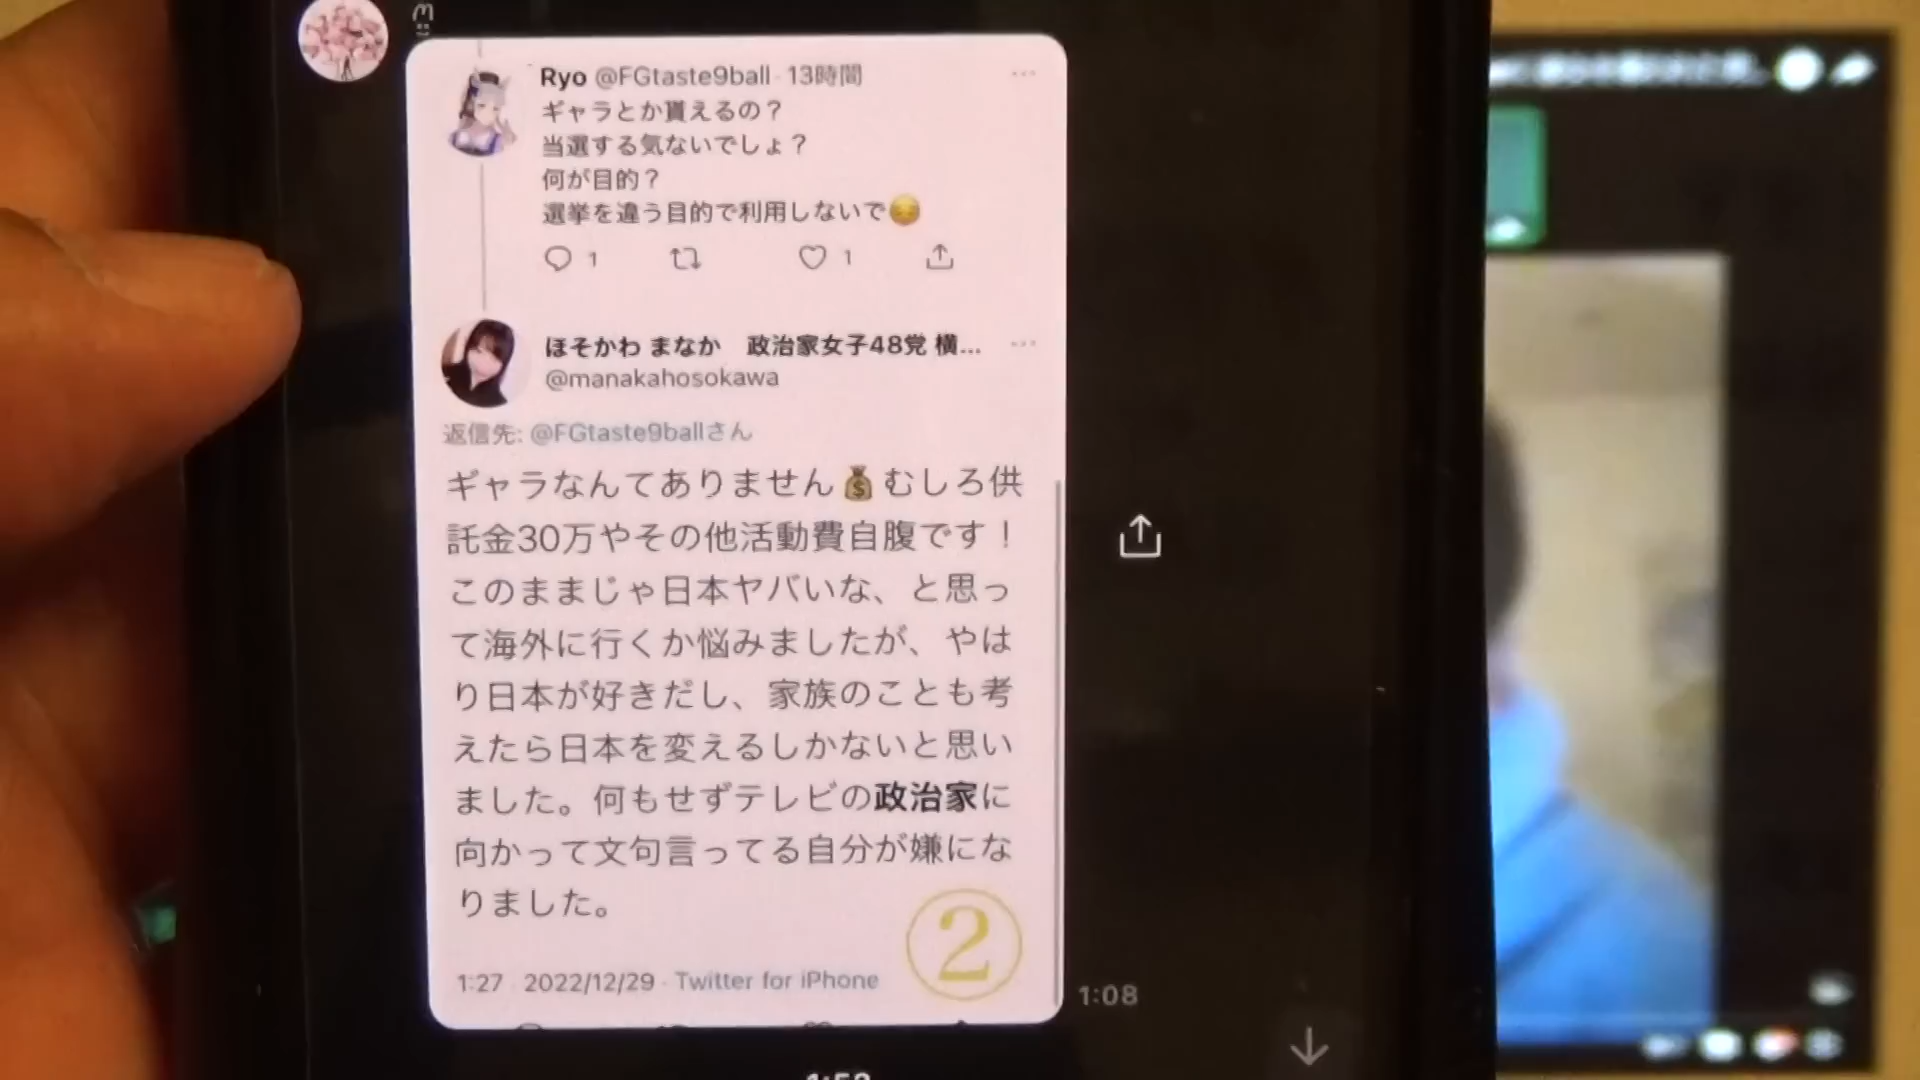 Ryo @FGtaste9ball · 13時間
ギャラとか貰えるの？
当選する気ないでしょ？
何が目的？
選挙を違う目的で利用しないで😔
1 1
ほそかわ まなか　政治家女子48党 横...
@manakahosokawa
返信先: @FGtaste9ballさん
ギャラなんてありません💰むしろ供
託金30万やその他活動費自腹です！
このままじゃ日本ヤバいな、と思っ
て海外に行くか悩みましたが、やは
り日本が好きだし、家族のことも考
えたら日本を変えるしかないと思い
ました。何もせずテレビの政治家に
向かって文句言ってる自分が嫌にな
りました。
②
1:27 · 2022/12/29 · Twitter for iPhone
1:08